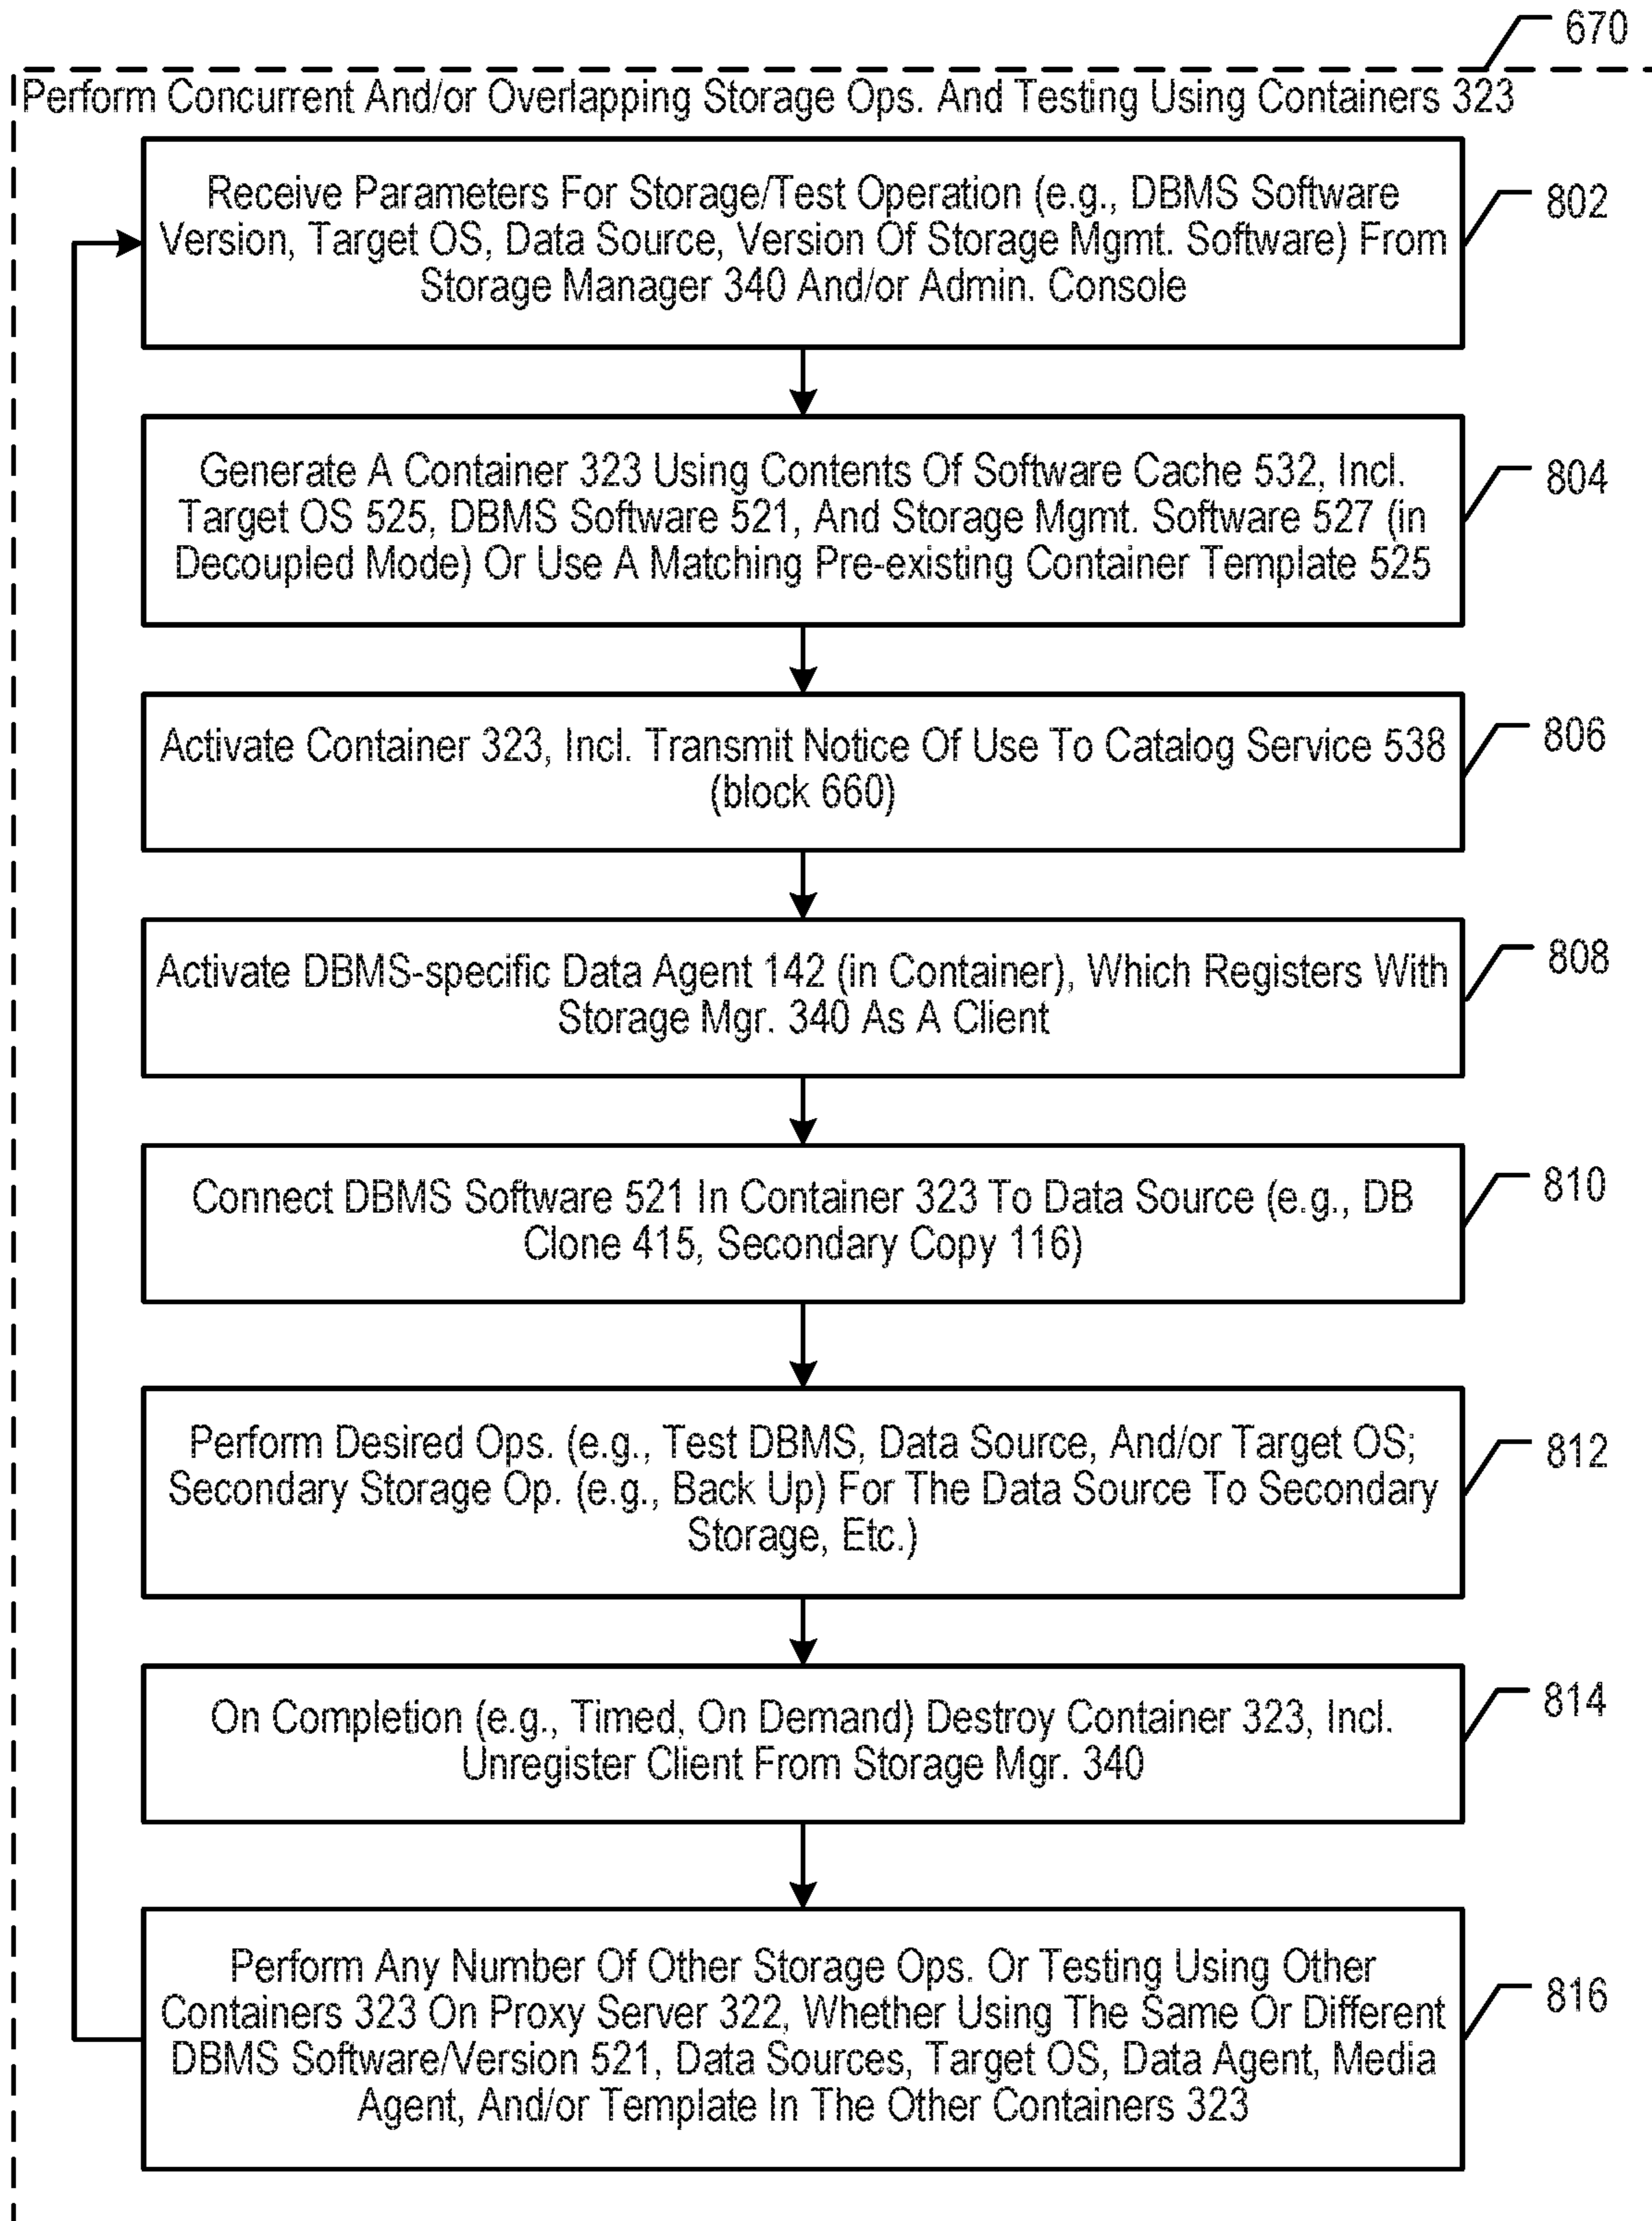 670
Perform Concurrent And/or Overlapping Storage Ops. And Testing Using Containers 323
Receive Parameters For Storage/Test Operation (e.g., DBMS Software
Version, Target OS, Data Source, Version Of Storage Mgmt. Software) From
Storage Manager 340 And/or Admin. Console
802
Generate A Container 323 Using Contents Of Software Cache 532, Incl.
Target OS 525, DBMS Software 521, And Storage Mgmt. Software 527 (in
Decoupled Mode) Or Use A Matching Pre-existing Container Template 525
804
Activate Container 323, Incl. Transmit Notice Of Use To Catalog Service 538
(block 660)
806
Activate DBMS-specific Data Agent 142 (in Container), Which Registers With
Storage Mgr. 340 As A Client
808
Connect DBMS Software 521 In Container 323 To Data Source (e.g., DB
Clone 415, Secondary Copy 116)
810
Perform Desired Ops. (e.g., Test DBMS, Data Source, And/or Target OS;
Secondary Storage Op. (e.g., Back Up) For The Data Source To Secondary
Storage, Etc.)
812
On Completion (e.g., Timed, On Demand) Destroy Container 323, Incl.
Unregister Client From Storage Mgr. 340
814
Perform Any Number Of Other Storage Ops. Or Testing Using Other
Containers 323 On Proxy Server 322, Whether Using The Same Or Different
DBMS Software/Version 521, Data Sources, Target OS, Data Agent, Media
Agent, And/or Template In The Other Containers 323
816